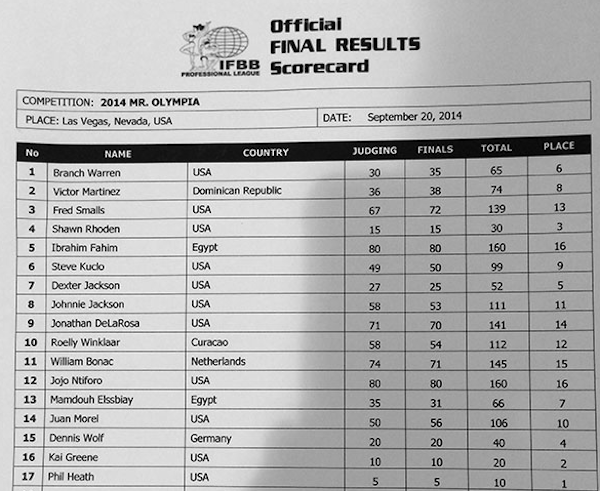 Official
FINAL RESULTS
Scorecard
IFBB
PROFESSIONAL LEAGUE
COMPETITION: 2014 MR. OLYMPIA
PLACE: Las Vegas, Nevada, USA DATE: September 20, 2014
No NAME COUNTRY JUDGING FINALS TOTAL PLACE
1 Branch Warren USA 30 35 65 6
2 Victor Martinez Dominican Republic 36 38 74 8
3 Fred Smalls USA 67 72 139 13
4 Shawn Rhoden USA 15 15 30 3
5 Ibrahim Fahim Egypt 80 80 160 16
6 Steve Kuclo USA 49 50 99 9
7 Dexter Jackson USA 27 25 52 5
8 Johnnie Jackson USA 58 53 111 11
9 Jonathan DeLaRosa USA 71 70 141 14
10 Roelly Winklaar Curacao 58 54 112 12
11 William Bonac Netherlands 74 71 145 15
12 Jojo Ntiforo USA 80 80 160 16
13 Mamdouh Elssbiay Egypt 35 31 66 7
14 Juan Morel USA 50 56 106 10
15 Dennis Wolf Germany 20 20 40 4
16 Kai Greene USA 10 10 20 2
17 Phil Heath USA 5 5 10 1